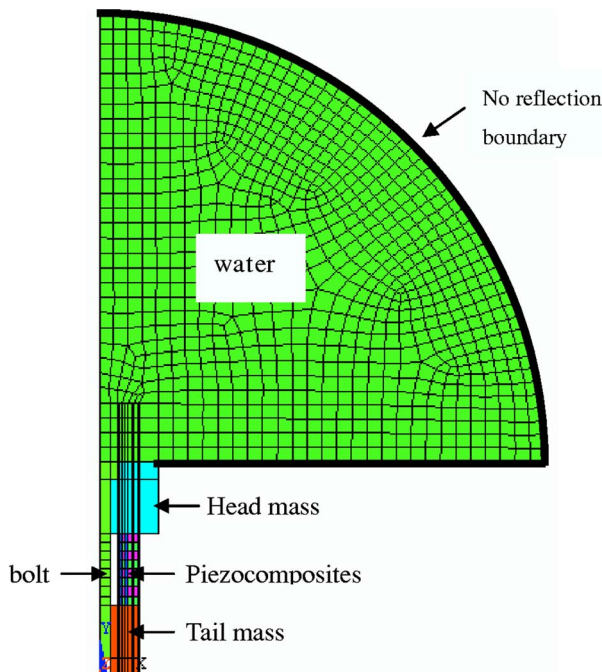 No reflection
boundary
water
Head mass
bolt
Piezocomposites
Tail mass
Y
Z X